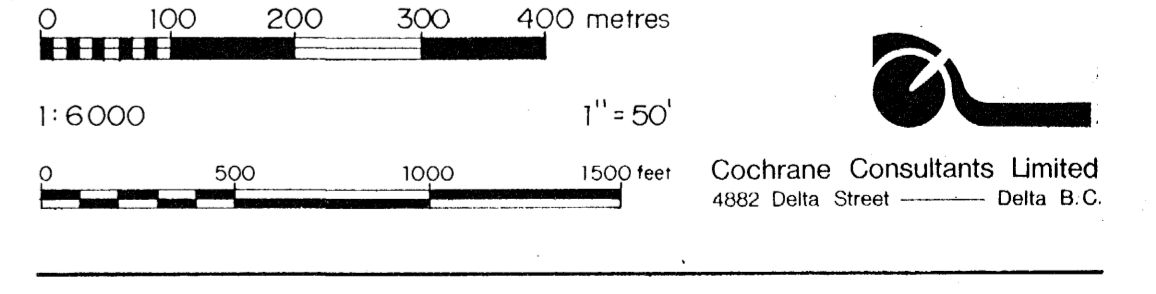 0 100 200 300 400 metres
1:6000 1" = 50'
0 500 1000 1500 feet
Cochrane Consultants Limited
4882 Delta Street — Delta B.C.